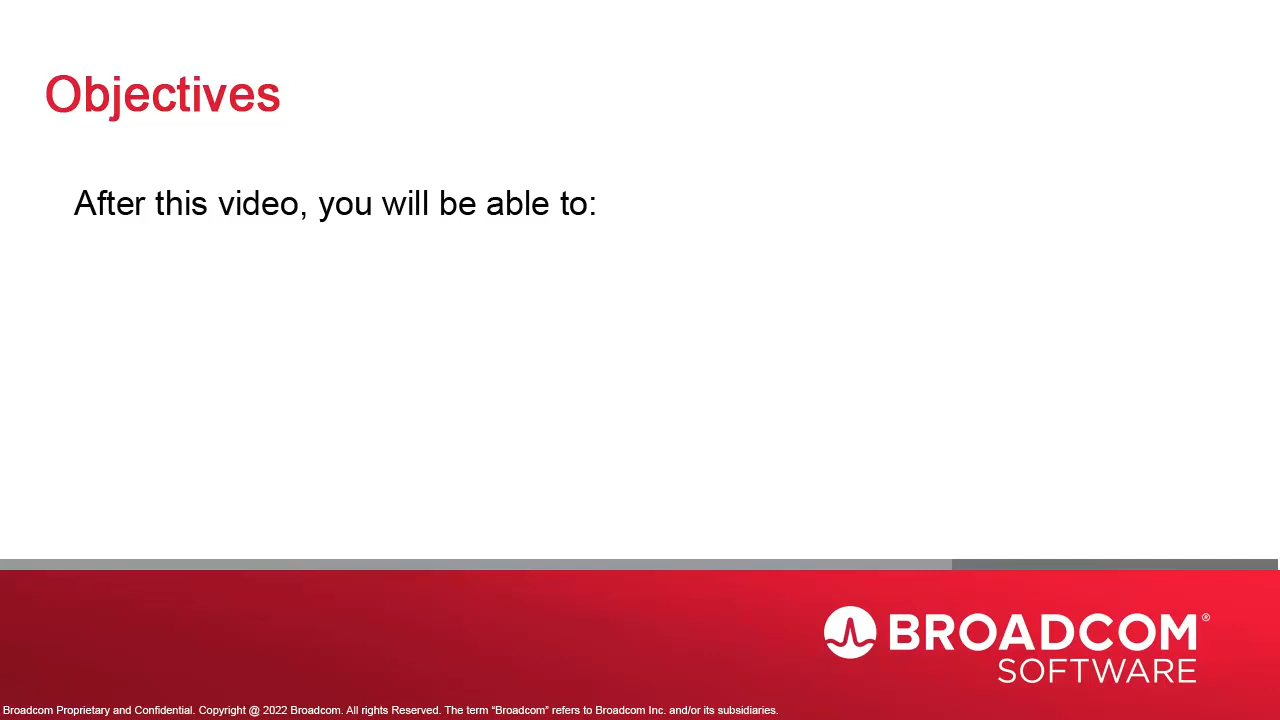 Objectives
After this video, you will be able to:
BROADCOM®
SOFTWARE
Broadcom Proprietary and Confidential. Copyright @ 2022 Broadcom. All rights Reserved. The term “Broadcom” refers to Broadcom Inc. and/or its subsidiaries.